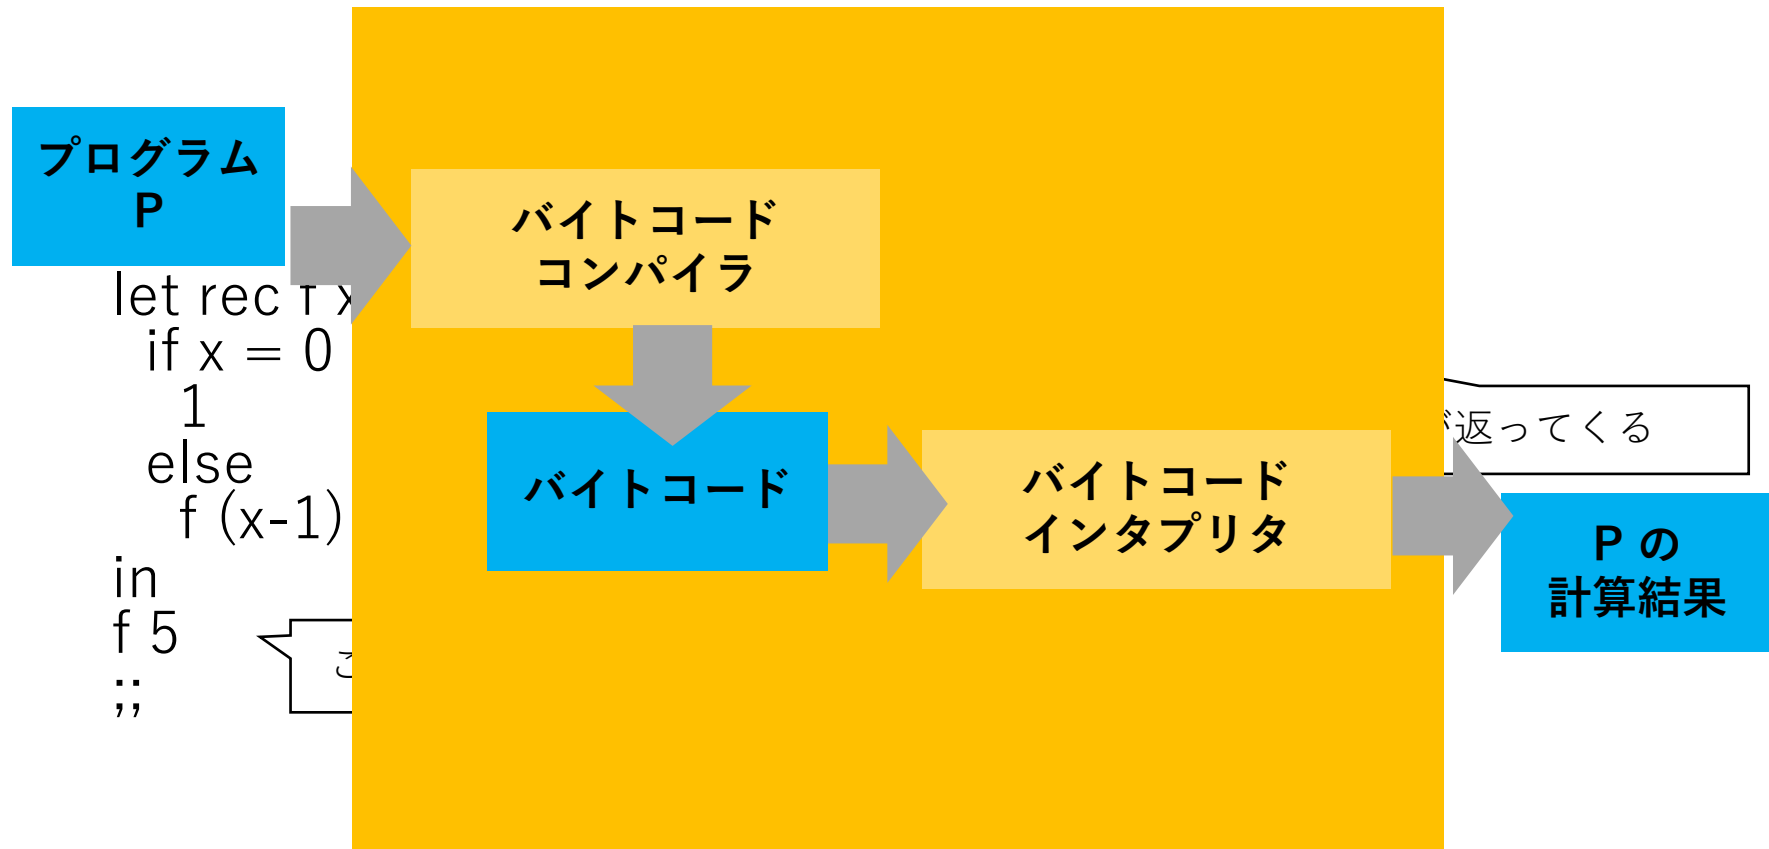 プログラム
P
let rec f x
if x = 0
1
else
f (x-1)
in
f 5
;;
こ
バイトコード
コンパイラ
バイトコード
バイトコード
インタプリタ
が返ってくる
P の
計算結果